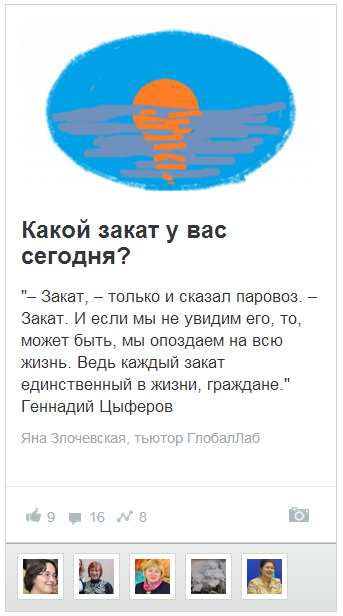 Какой закат у вас
сегодня?
"– Закат, – только и сказал паровоз. –
Закат. И если мы не увидим его, то,
может быть, мы опоздаем на всю
жизнь. Ведь каждый закат
единственный в жизни, граждане."
Геннадий Цыферов
Яна Злочевская, тьютор ГлобалЛаб
9 16 8